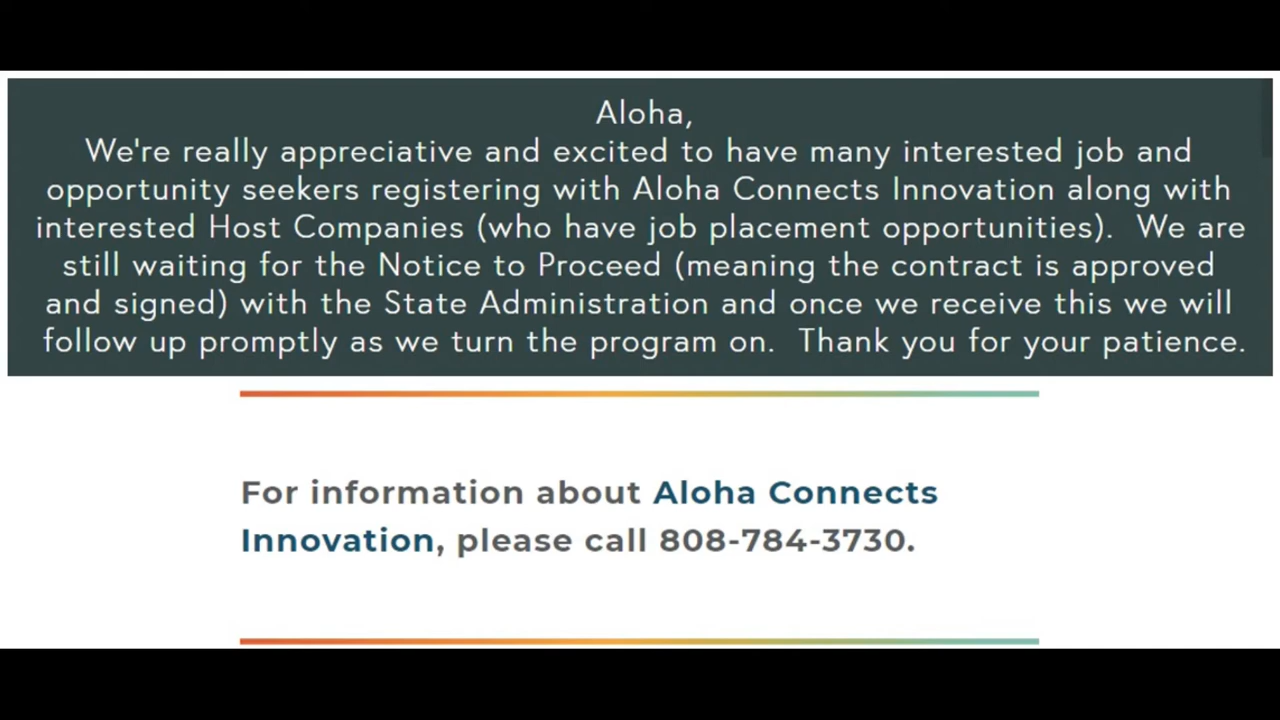 Aloha,
We're really appreciative and excited to have many interested job and
opportunity seekers registering with Aloha Connects Innovation along with
interested Host Companies (who have job placement opportunities).  We are
still waiting for the Notice to Proceed (meaning the contract is approved
and signed) with the State Administration and once we receive this we will
follow up promptly as we turn the program on.  Thank you for your patience.
For information about Aloha Connects
Innovation, please call 808-784-3730.